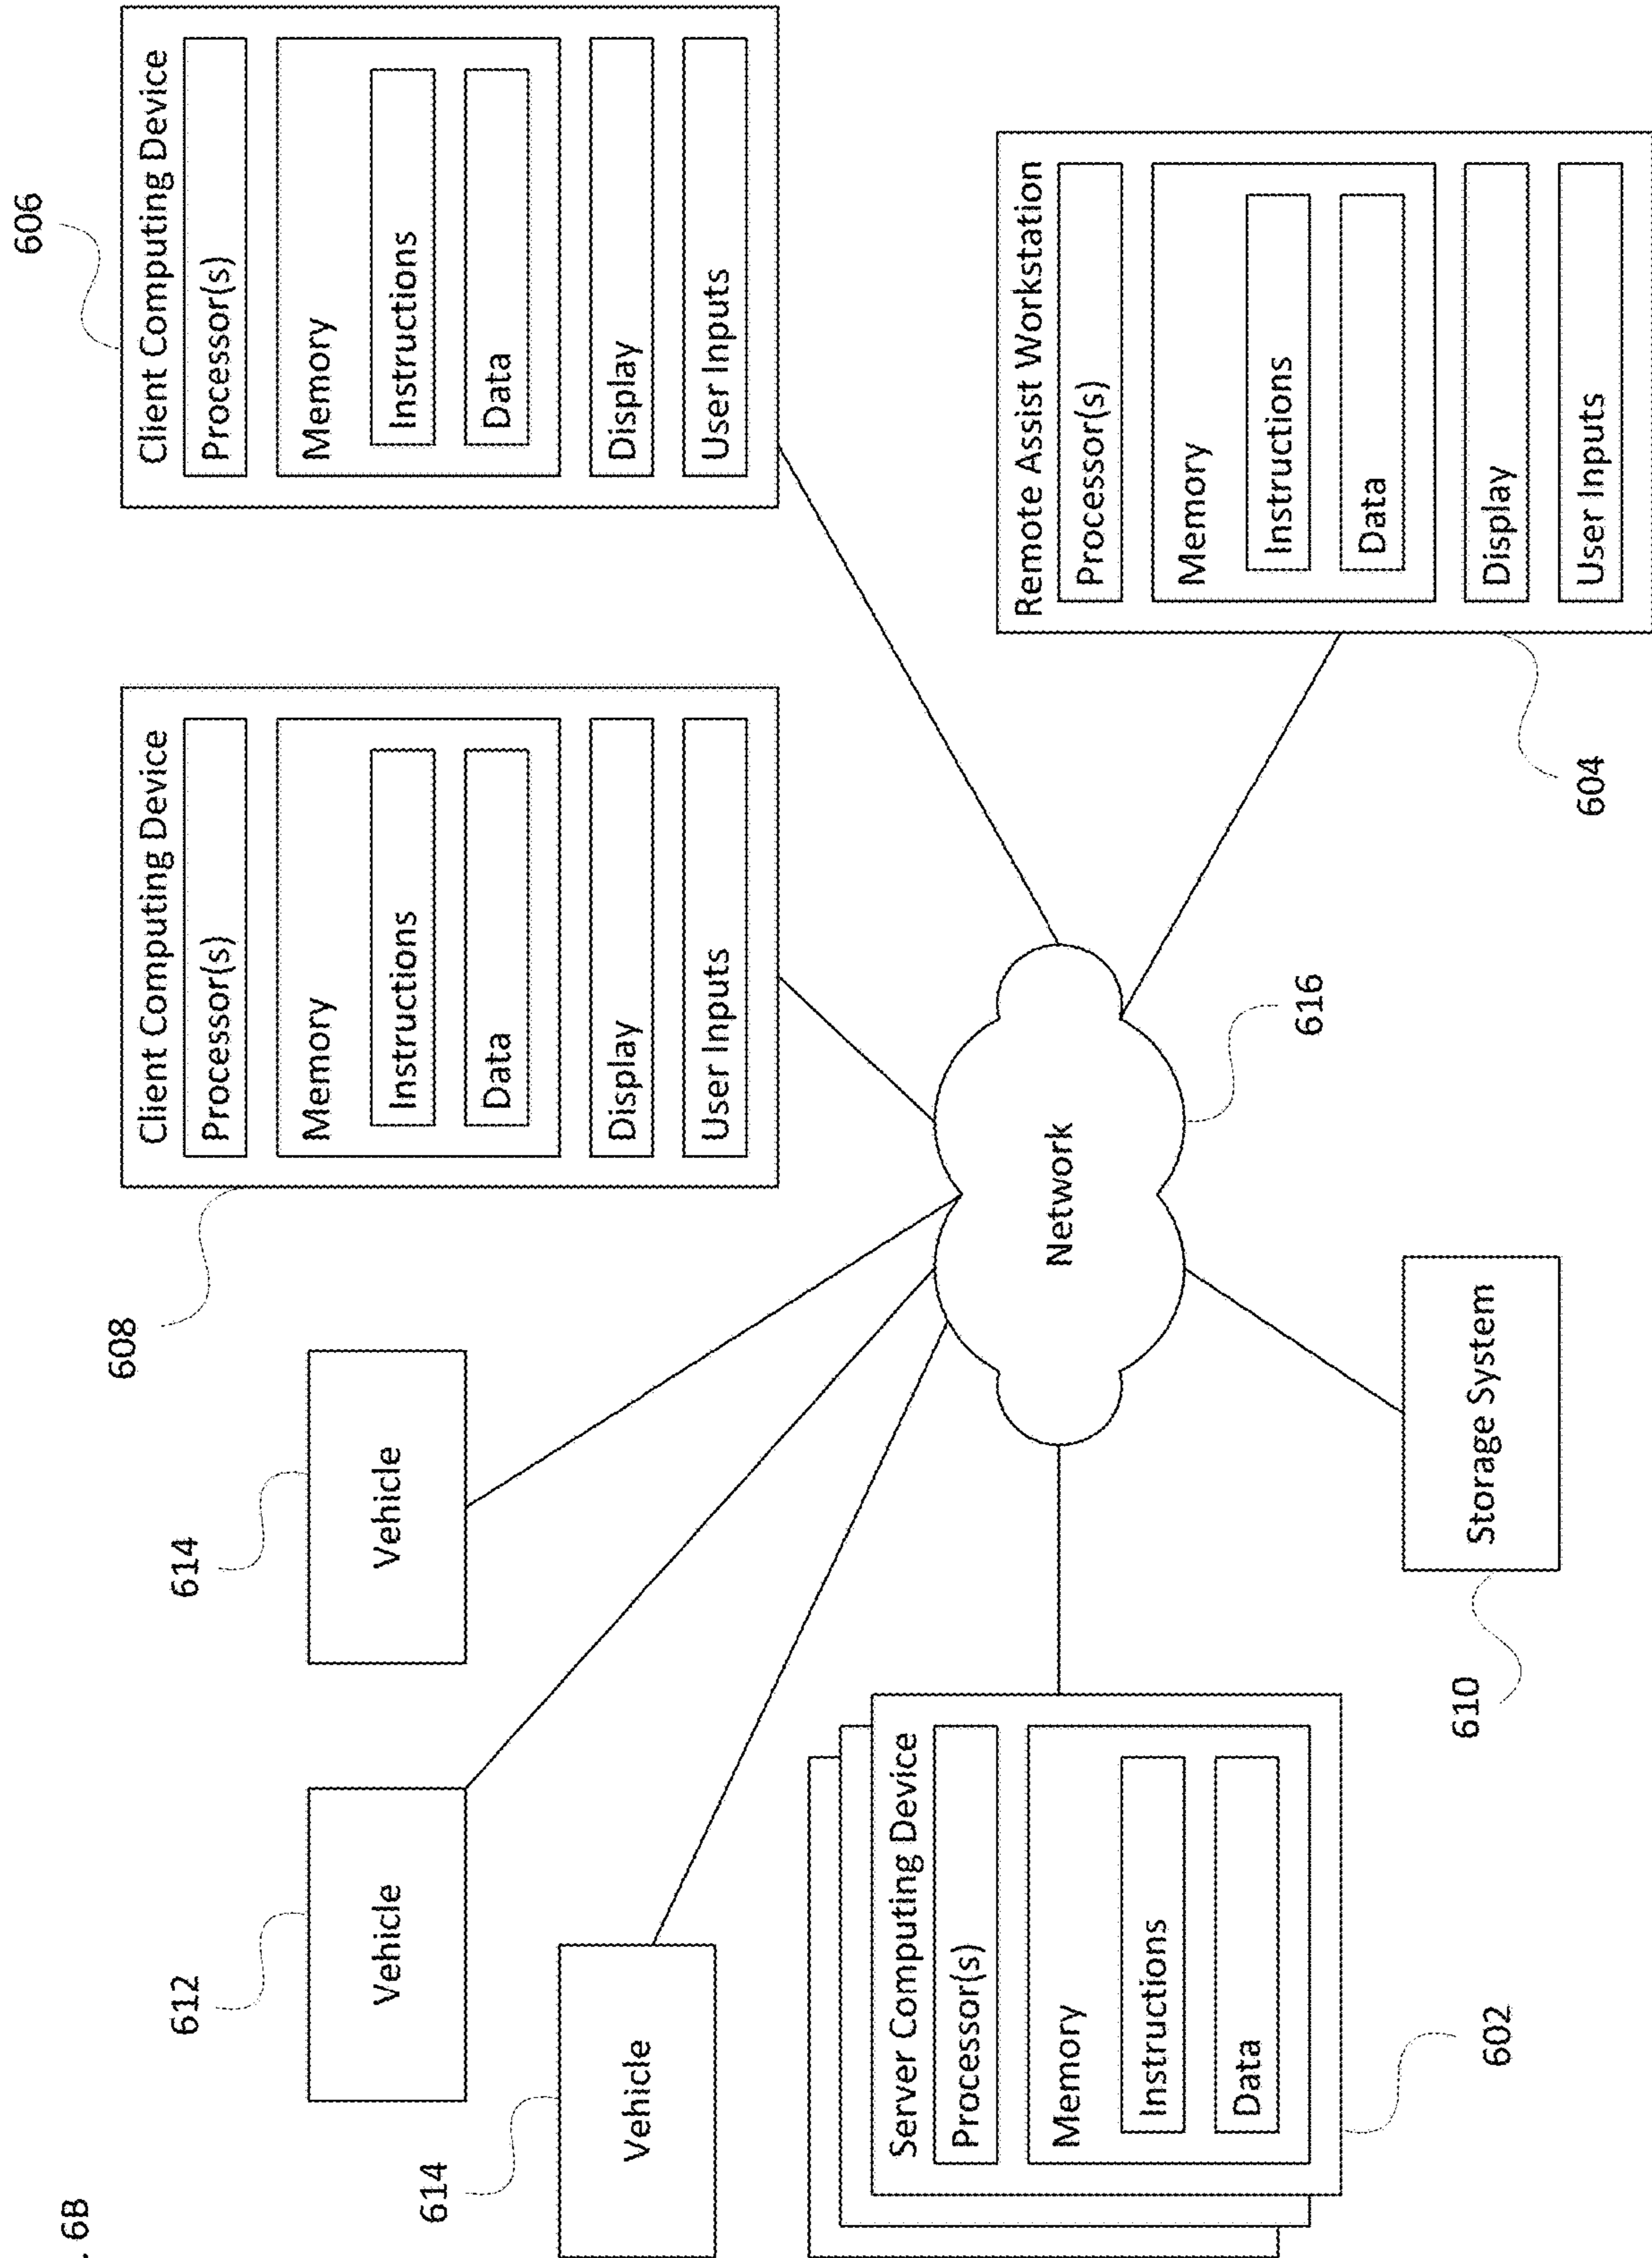 . 6B
614
Vehicle
612
Vehicle
614
Vehicle
608
Client Computing Device
Processor(s)
Memory
Instructions
Data
Display
User Inputs
606
Client Computing Device
Processor(s)
Memory
Instructions
Data
Display
User Inputs
Server Computing Device
Processor(s)
Memory
Instructions
Data
602
Network
616
Storage System
610
Remote Assist Workstation
Processor(s)
Memory
Instructions
Data
Display
User Inputs
604